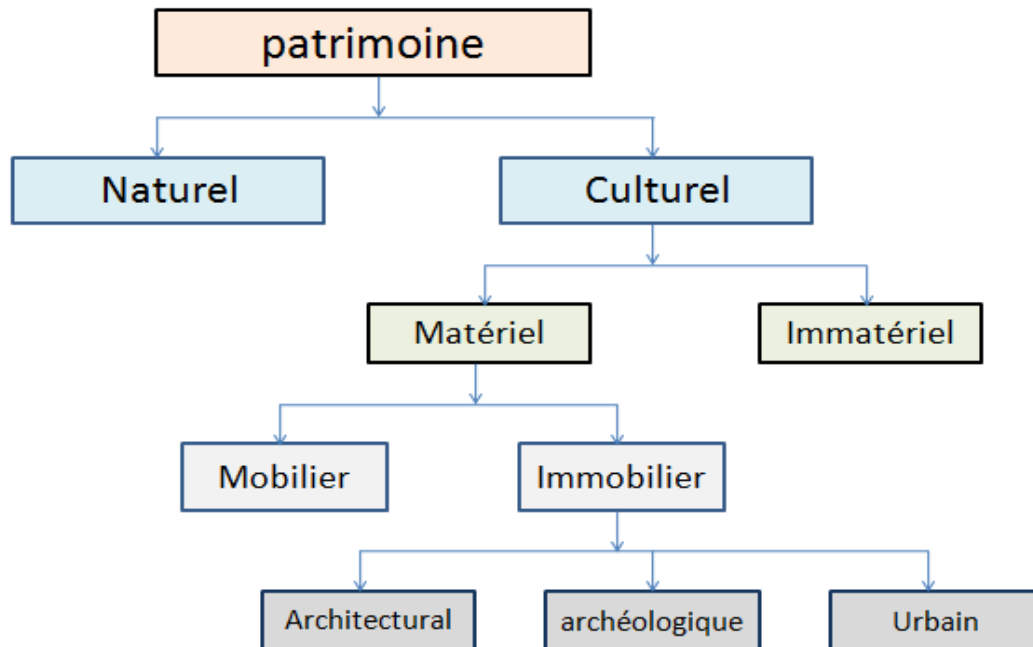 patrimoine
Naturel
Culturel
Matériel
Immatériel
Mobilier
Immobilier
Architectural
archéologique
Urbain